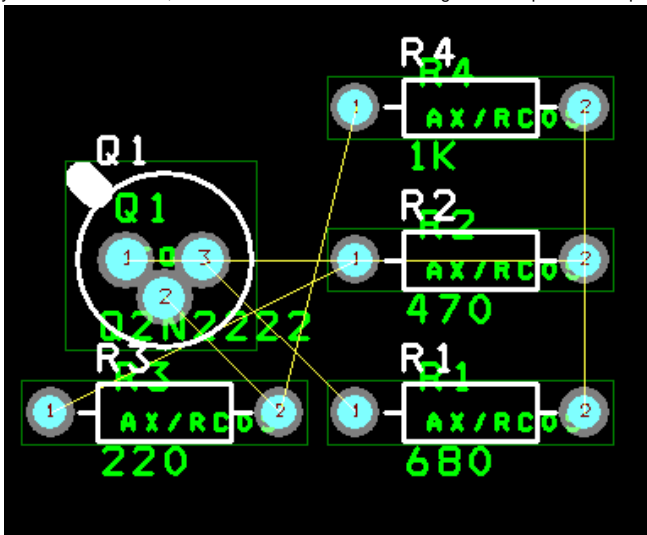 R4
R4
1 AX/RC05 2
1K
Q1
Q1
R2
R2
1 3
2
1 AX/RC05 2
Q2N2222
470
R3
R3
1 AX/RC05 2
220
R1
R1
1 AX/RC05 2
680